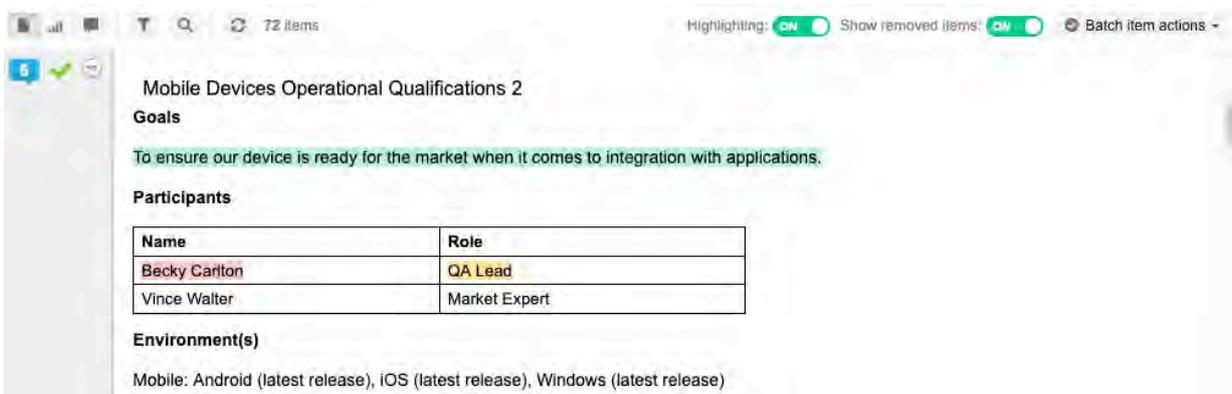 72 items Highlighting: ON Show removed items: ON Batch item actions
Mobile Devices Operational Qualifications 2
Goals
To ensure our device is ready for the market when it comes to integration with applications.
Participants
Name Role
Becky Carlton QA Lead
Vince Walter Market Expert
Environment(s)
Mobile: Android (latest release), iOS (latest release), Windows (latest release)